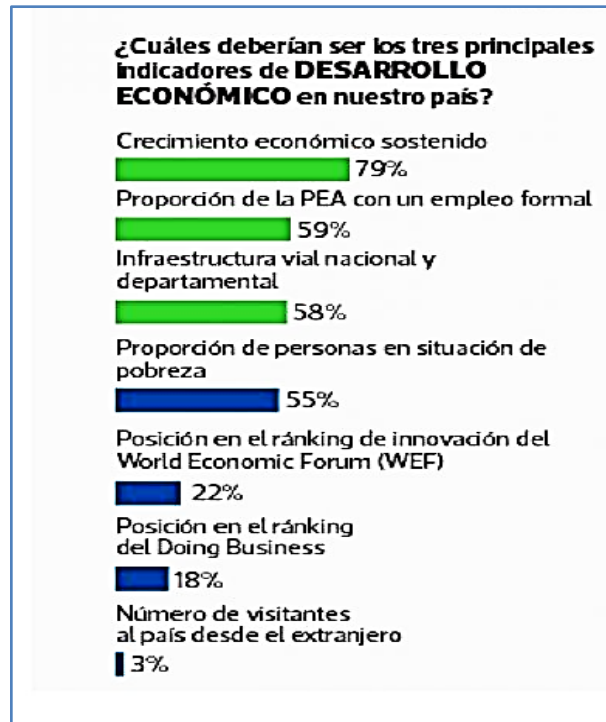 ¿Cuáles deberían ser los tres principales
indicadores de DESARROLLO
ECONÓMICO en nuestro país?
Crecimiento económico sostenido
79%
Proporción de la PEA con un empleo formal
59%
Infraestructura vial nacional y
departamental
58%
Proporción de personas en situación de
pobreza
55%
Posición en el ránking de innovación del
World Economic Forum (WEF)
22%
Posición en el ránking
del Doing Business
18%
Número de visitantes
al país desde el extranjero
3%